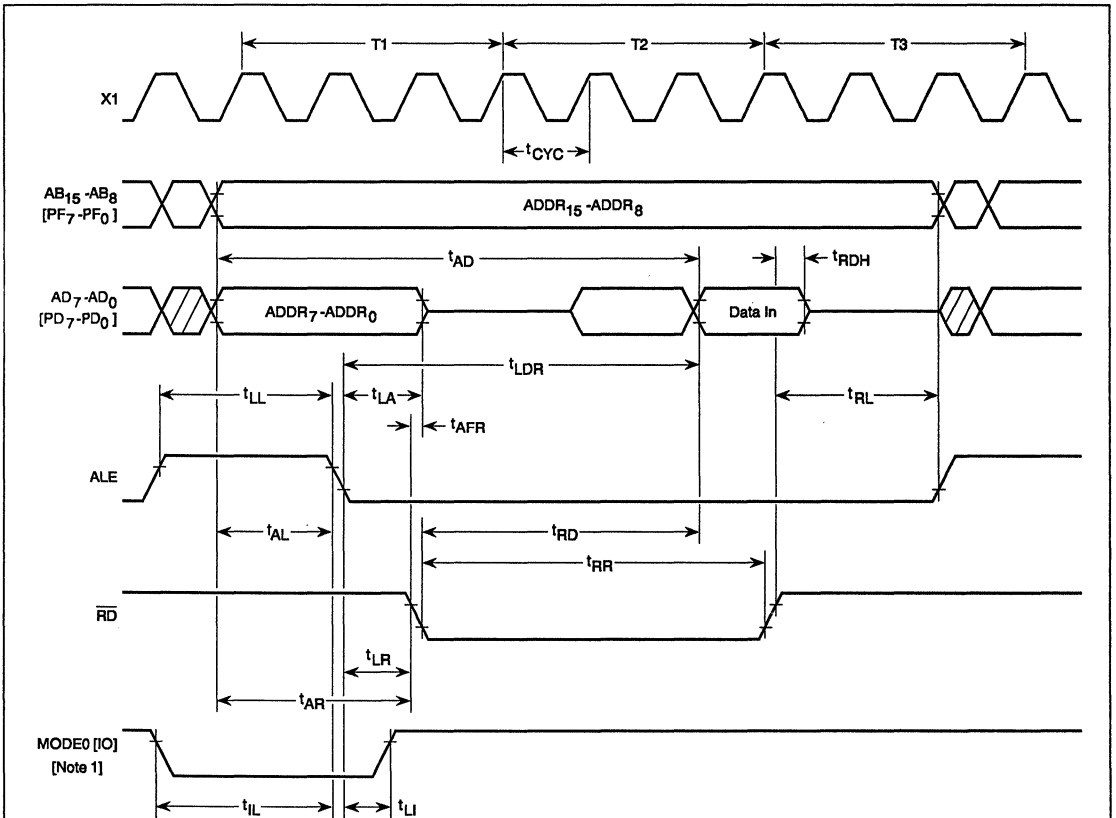 T1 T2 T3
X1
tCYC
AB15 -AB8
[PF7 -PF0 ]
ADDR15 -ADDR8
tAD
tRDH
AD7 -AD0
[PD7 -PD0 ]
ADDR7 -ADDR0
Data In
tLDR
tLL
tLA
tRL
tAFR
ALE
tAL
tRD
tRR
RD
tLR
tAR
MODE0 [IO]
[Note 1]
tIL
tLI